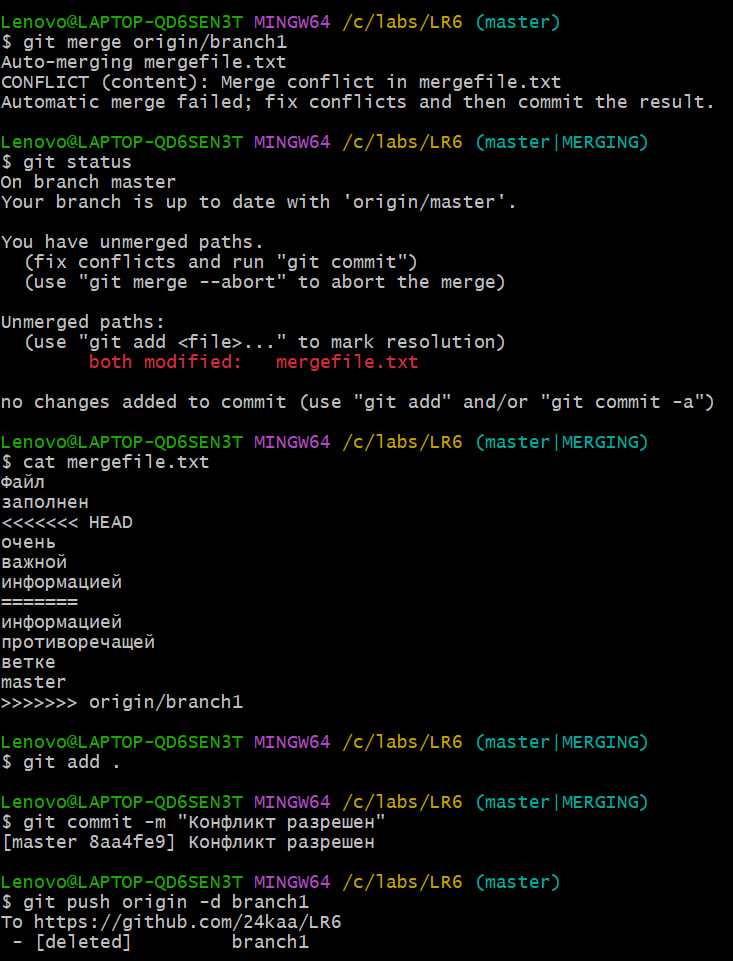 Lenovo@LAPTOP-QD6SEN3T MINGW64 /c/labs/LR6 (master)
$ git merge origin/branch1
Auto-merging mergefile.txt
CONFLICT (content): Merge conflict in mergefile.txt
Automatic merge failed; fix conflicts and then commit the result.
Lenovo@LAPTOP-QD6SEN3T MINGW64 /c/labs/LR6 (master|MERGING)
$ git status
On branch master
Your branch is up to date with 'origin/master'.
You have unmerged paths.
  (fix conflicts and run "git commit")
  (use "git merge --abort" to abort the merge)
Unmerged paths:
  (use "git add <file>..." to mark resolution)
        both modified:   mergefile.txt
no changes added to commit (use "git add" and/or "git commit -a")
Lenovo@LAPTOP-QD6SEN3T MINGW64 /c/labs/LR6 (master|MERGING)
$ cat mergefile.txt
Файл
заполнен
<<<<<<< HEAD
очень
важной
информацией
=======
информацией
противоречащей
ветке
master
>>>>>>> origin/branch1
Lenovo@LAPTOP-QD6SEN3T MINGW64 /c/labs/LR6 (master|MERGING)
$ git add .
Lenovo@LAPTOP-QD6SEN3T MINGW64 /c/labs/LR6 (master|MERGING)
$ git commit -m "Конфликт разрешен"
[master 8aa4fe9] Конфликт разрешен
Lenovo@LAPTOP-QD6SEN3T MINGW64 /c/labs/LR6 (master)
$ git push origin -d branch1
To https://github.com/24kaa/LR6
 - [deleted]         branch1